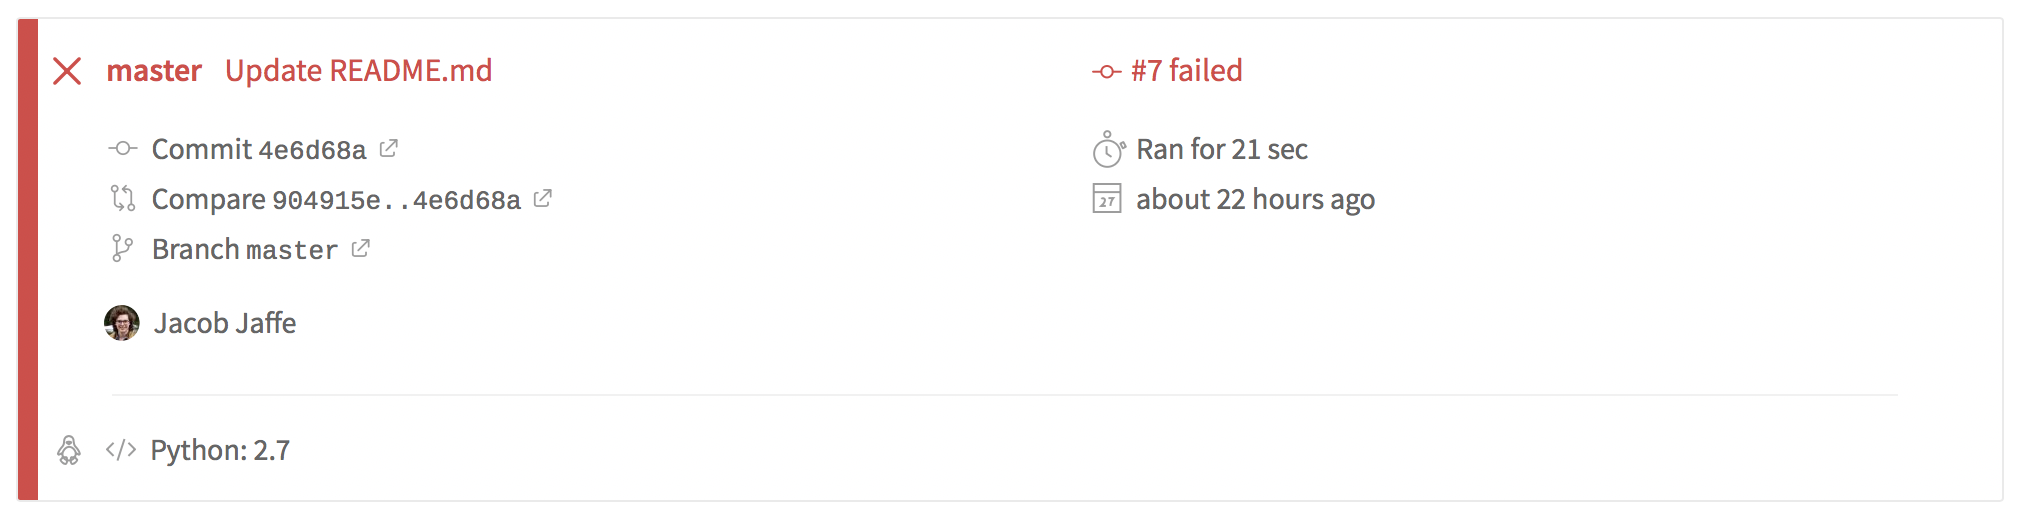 master Update README.md
#7 failed
Commit 4e6d68a
Compare 904915e..4e6d68a
Branch master
Ran for 21 sec
27 about 22 hours ago
Jacob Jaffe
</> Python: 2.7